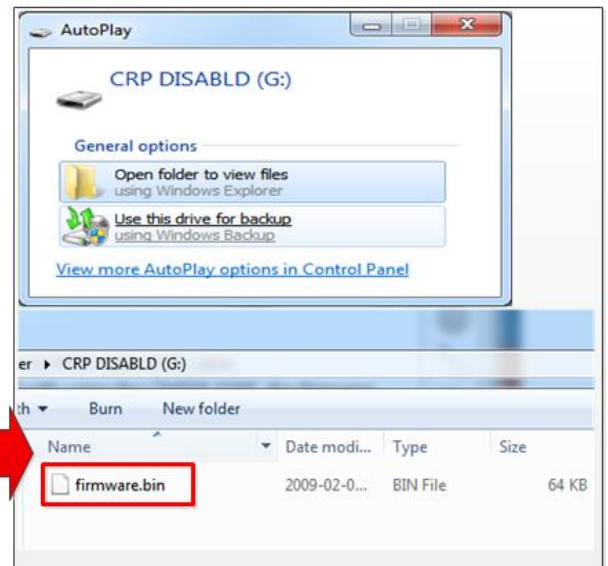 AutoPlay
CRP DISABLD (G:)
General options
Open folder to view files
using Windows Explorer
Use this drive for backup
using Windows Backup
View more AutoPlay options in Control Panel
er ▸ CRP DISABLD (G:)
th ▾ Burn New folder
Name Date modi... Type Size
firmware.bin 2009-02-0... BIN File 64 KB